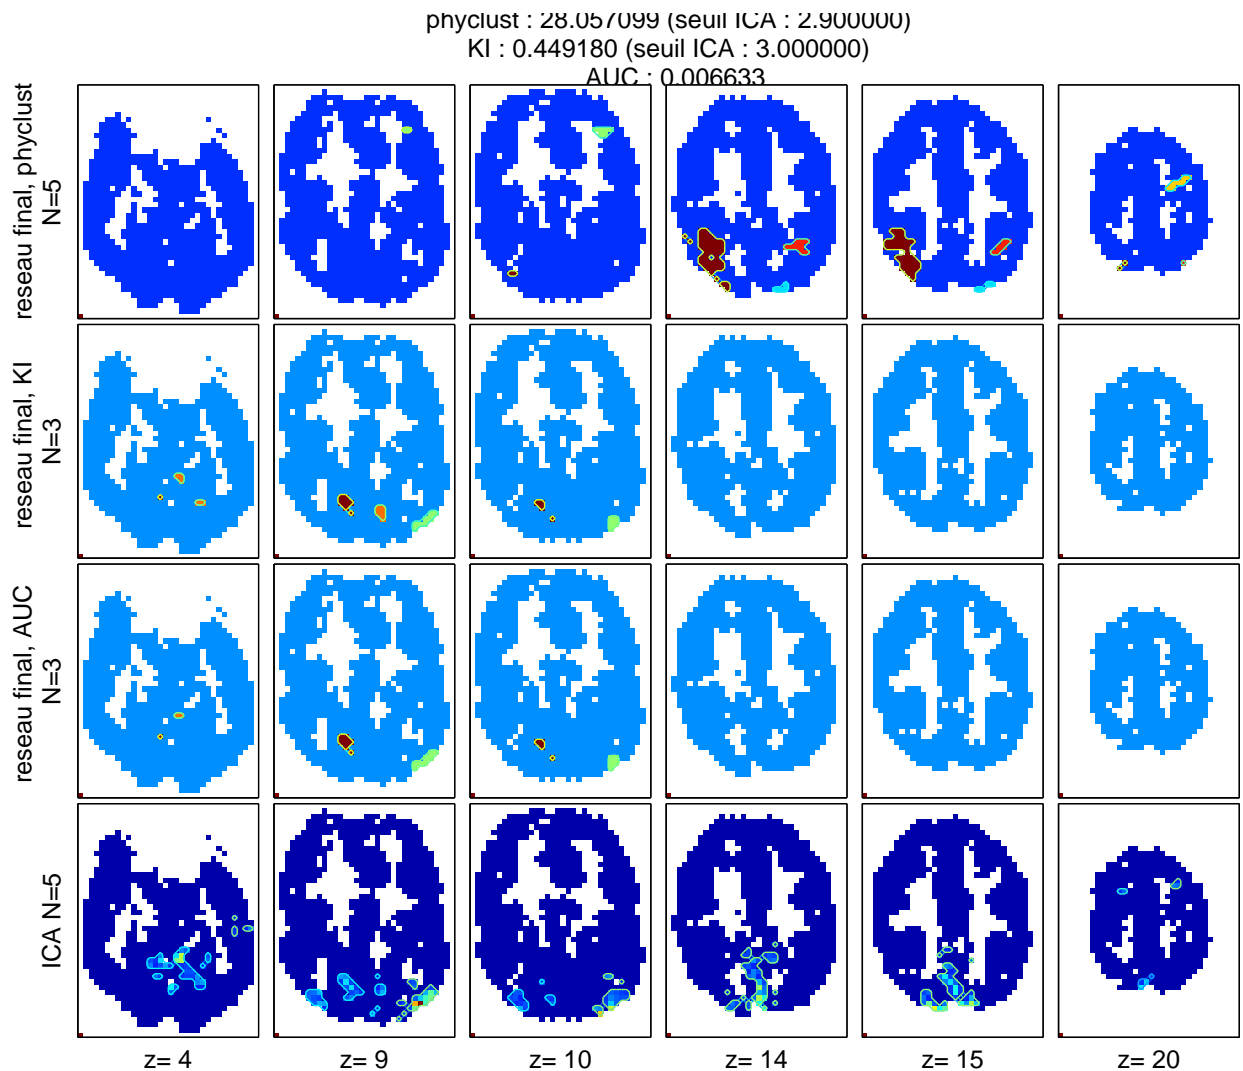 phyclust : 28.057099 (seuil ICA : 2.900000)
KI : 0.449180 (seuil ICA : 3.000000)
AUC : 0.006633
reseau final, phyclust
N=5
reseau final, KI
N=3
reseau final, AUC
N=3
ICA N=5
z= 4
z= 9
z= 10
z= 14
z= 15
z= 20